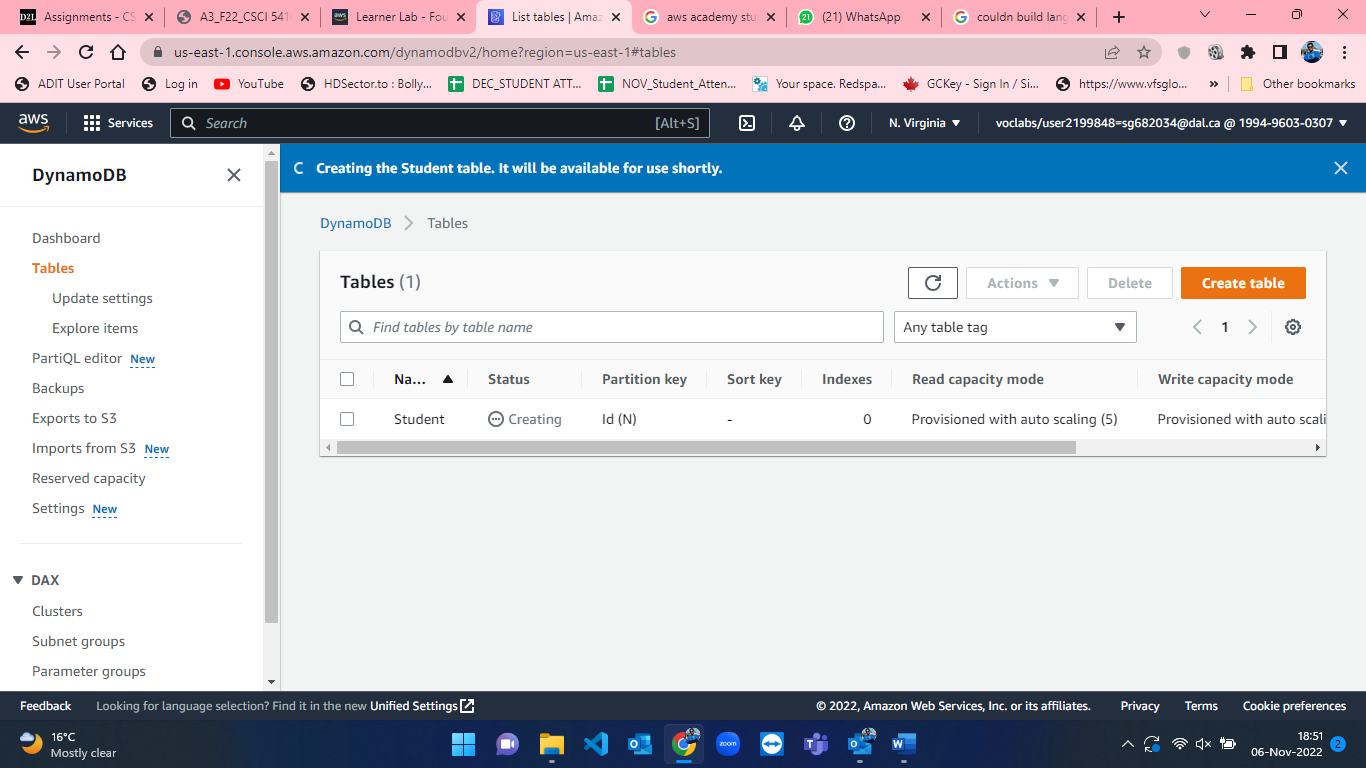 D2L Assignments - CS
A3_F22_CSCI 541
aws Learner Lab - Fou
List tables | Amaz
aws academy stu
21 (21) WhatsApp
couldn build lang
us-east-1.console.aws.amazon.com/dynamodbv2/home?region=us-east-1#tables
ADIT User Portal
Log in
YouTube
HDSector.to : Bolly...
DEC_STUDENT ATT...
NOV_Student_Atten...
Your space. Redspa...
GCKey - Sign In / Si...
https://www.vfsglo...
»
Other bookmarks
aws
Services
Search
[Alt+S]
N. Virginia
voclabs/user2199848=sg682034@dal.ca @ 1994-9603-0307
DynamoDB
Dashboard
Tables
Update settings
Explore items
PartiQL editor New
Backups
Exports to S3
Imports from S3 New
Reserved capacity
Settings New
DAX
Clusters
Subnet groups
Parameter groups
Creating the Student table. It will be available for use shortly.
DynamoDB
Tables
Tables (1)
Actions
Delete
Create table
Find tables by table name
Any table tag
1
Na...
Status
Partition key
Sort key
Indexes
Read capacity mode
Write capacity mode
Student
Creating
Id (N)
-
0
Provisioned with auto scaling (5)
Provisioned with auto scali
Feedback
Looking for language selection? Find it in the new Unified Settings
© 2022, Amazon Web Services, Inc. or its affiliates.
Privacy
Terms
Cookie preferences
16°C
Mostly clear
zoom
18:51
06-Nov-2022
2